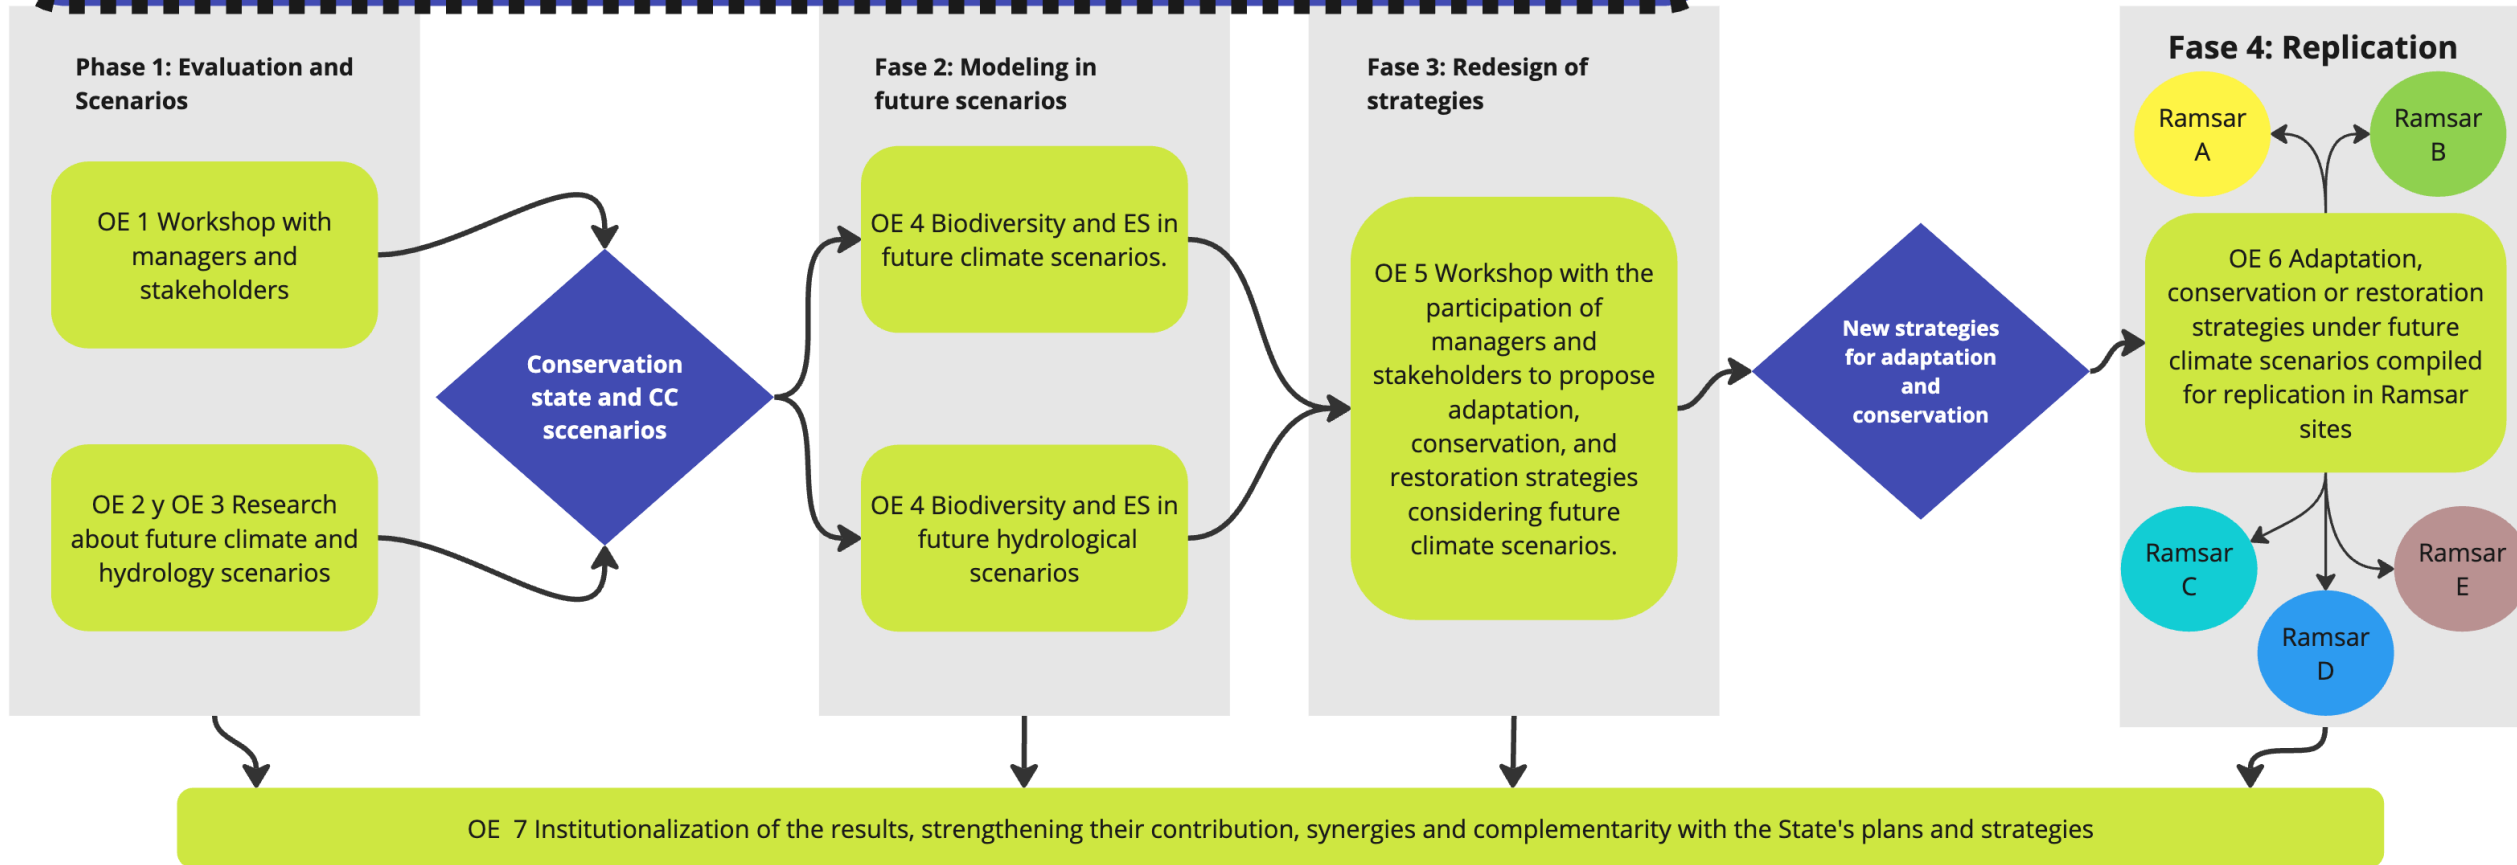 Phase 1: Evaluation and
Scenarios
OE 1 Workshop with
managers and
stakeholders
OE 2 y OE 3 Research
about future climate and
hydrology scenarios
Conservation
state and CC
sccenarios
Fase 2: Modeling in
future scenarios
OE 4 Biodiversity and ES in
future climate scenarios.
OE 4 Biodiversity and ES in
future hydrological
scenarios
Fase 3: Redesign of
strategies
OE 5 Workshop with the
participation of
managers and
stakeholders to propose
adaptation,
conservation, and
restoration strategies
considering future
climate scenarios.
New strategies
for adaptation
and
conservation
Fase 4: Replication
Ramsar
A
Ramsar
B
OE 6 Adaptation,
conservation or restoration
strategies under future
climate scenarios compiled
for replication in Ramsar
sites
Ramsar
C
Ramsar
D
Ramsar
E
OE  7 Institutionalization of the results, strengthening their contribution, synergies and complementarity with the State's plans and strategies